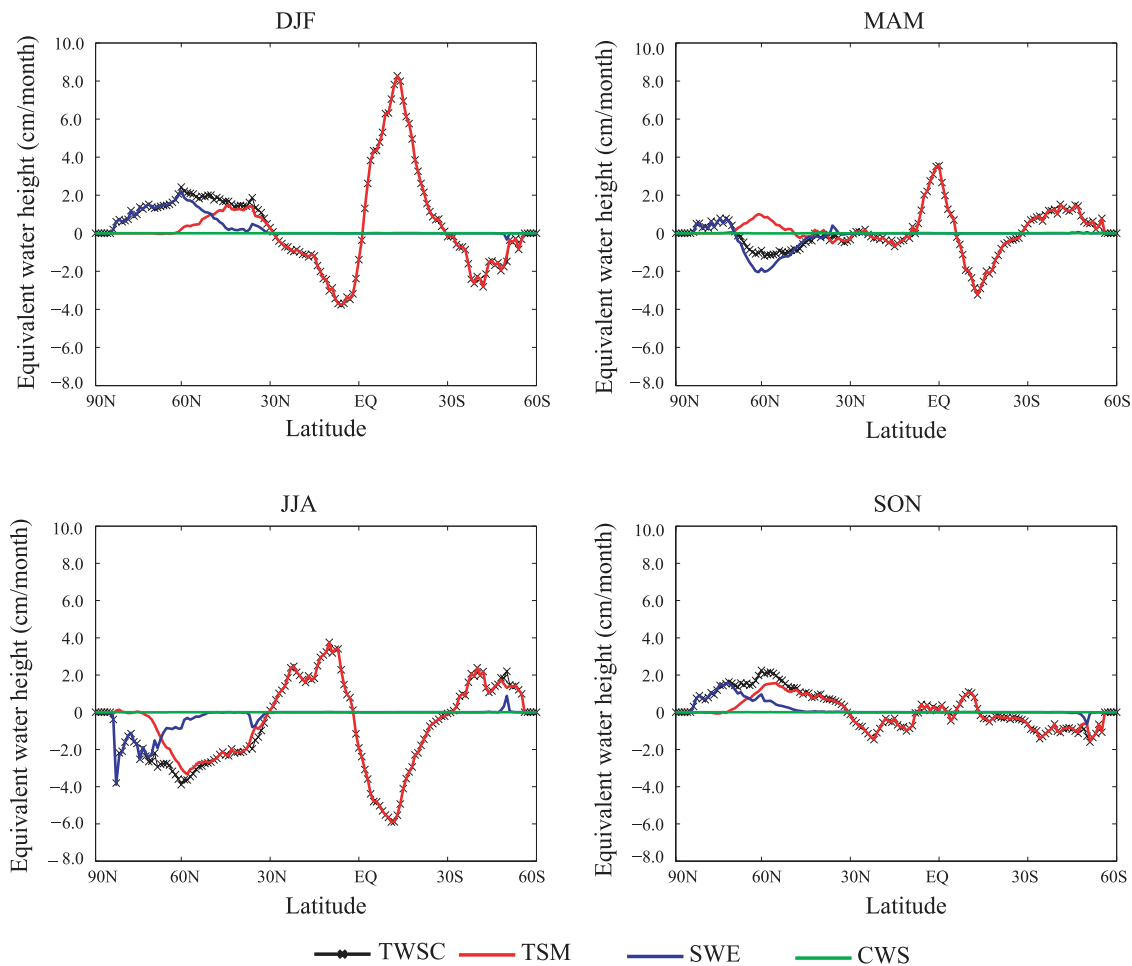 DJF
Equivalent water height (cm/month)
10.0
8.0
6.0
4.0
2.0
0
−2.0
−4.0
−6.0
−8.0
90N 60N 30N EQ 30S 60S
Latitude
MAM
Equivalent water height (cm/month)
10.0
8.0
6.0
4.0
2.0
0
−2.0
−4.0
−6.0
−8.0
90N 60N 30N EQ 30S 60S
Latitude
JJA
Equivalent water height (cm/month)
10.0
8.0
6.0
4.0
2.0
0
−2.0
−4.0
−6.0
−8.0
90N 60N 30N EQ 30S 60S
Latitude
SON
Equivalent water height (cm/month)
10.0
8.0
6.0
4.0
2.0
0
−2.0
−4.0
−6.0
−8.0
90N 60N 30N EQ 30S 60S
Latitude
TWSC TSM SWE CWS